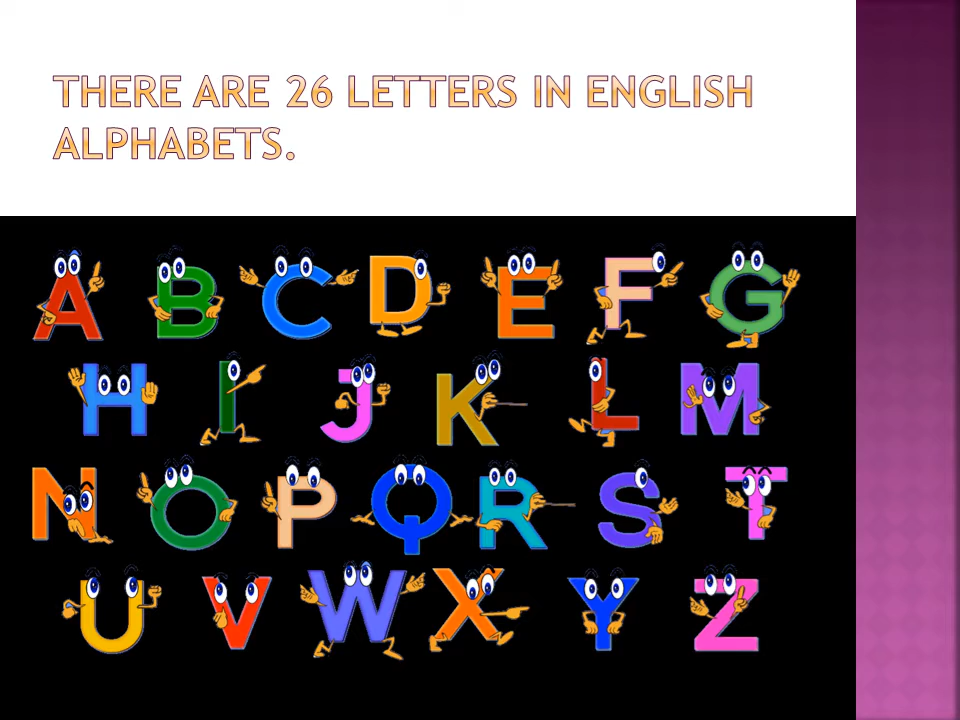 THERE ARE 26 LETTERS IN ENGLISH
ALPHABETS.
A B C D E F G
H I J K L M
N O P Q R S T
U V W X Y Z